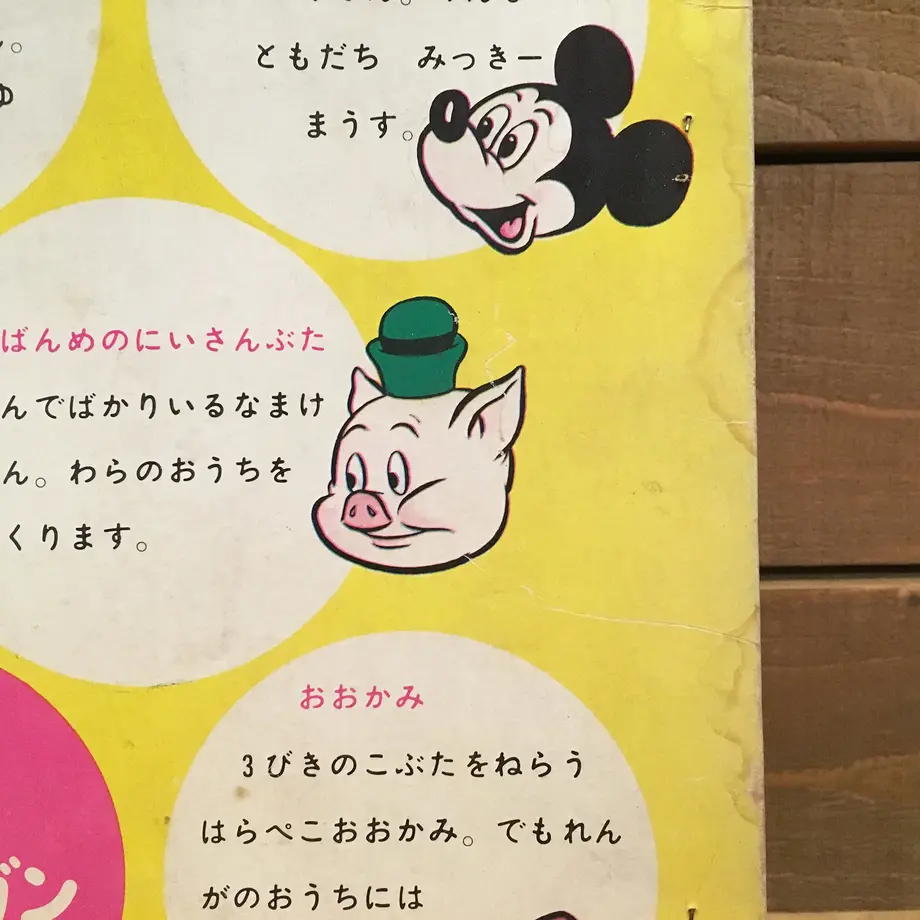 ともだち　みっきー
まうす。
ばんめのにいさんぶた
んでばかりいるなまけ
ん。わらのおうちを
くります。
おおかみ
３びきのこぶたをねらう
はらぺこおおかみ。でもれん
がのおうちには
ブン